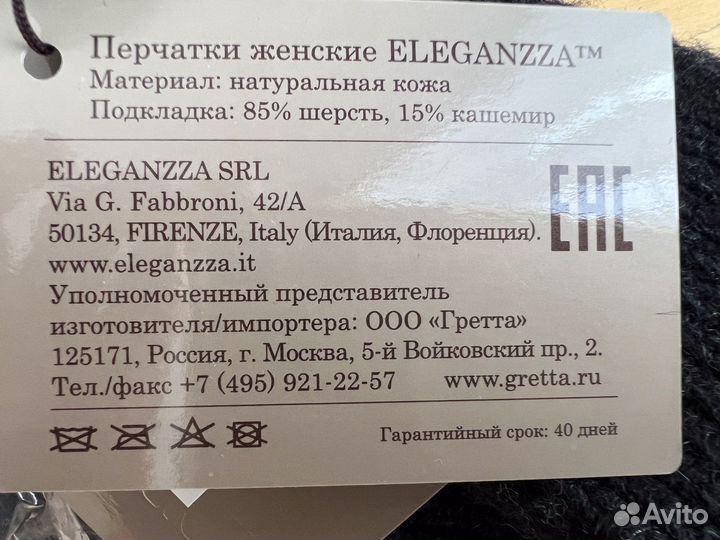 Перчатки женские ELEGANZZA™
Материал: натуральная кожа
Подкладка: 85% шерсть, 15% кашемир
ELEGANZZA SRL
Via G. Fabbroni, 42/A
50134, FIRENZE, Italy (Италия, Флоренция).
www.eleganzza.it
EAC
Уполномоченный представитель
изготовителя/импортера: ООО «Гретта»
125171, Россия, г. Москва, 5-й Войковский пр., 2.
Тел./факс +7 (495) 921-22-57 www.gretta.ru
Гарантийный срок: 40 дней
Avito